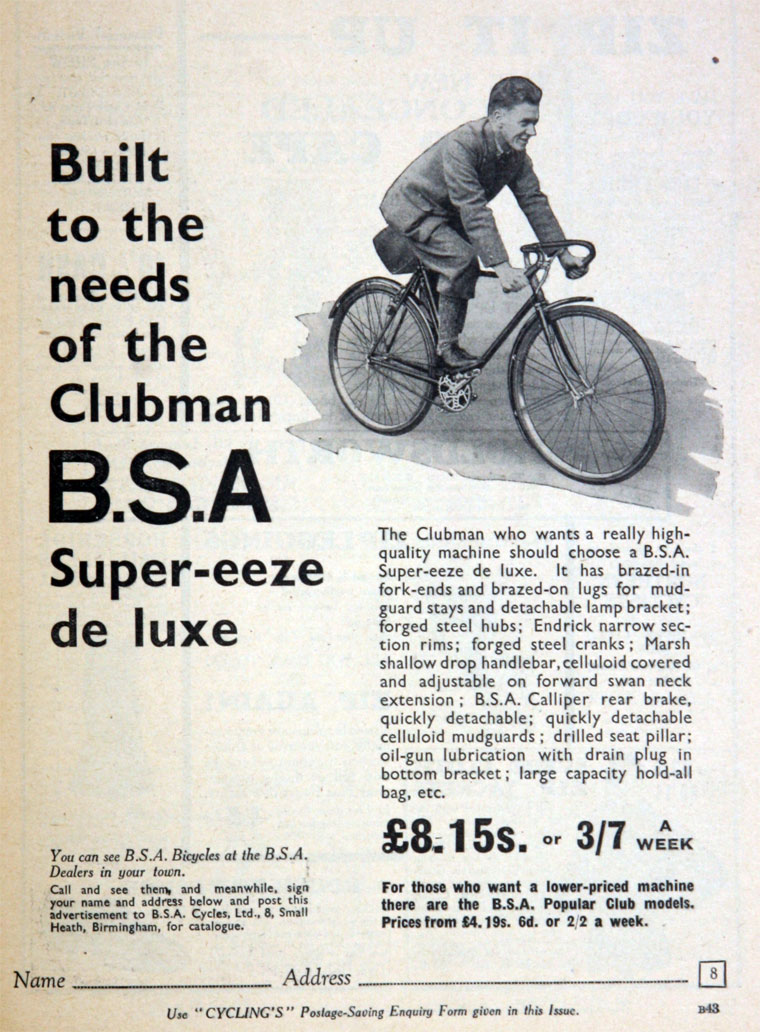 Built
to the
needs
of the
Clubman
B.S.A
Super-eeze
de luxe
The Clubman who wants a really high-
quality machine should choose a B.S.A.
Super-eeze de luxe. It has brazed-in
fork-ends and brazed-on lugs for mud-
guard stays and detachable lamp bracket;
forged steel hubs; Endrick narrow sec-
tion rims; forged steel cranks; Marsh
shallow drop handlebar, celluloid covered
and adjustable on forward swan neck
extension; B.S.A. Calliper rear brake,
quickly detachable; quickly detachable
celluloid mudguards; drilled seat pillar;
oil-gun lubrication with drain plug in
bottom bracket; large capacity hold-all
bag, etc.
£8.15s. or 3/7 A WEEK
For those who want a lower-priced machine
there are the B.S.A. Popular Club models.
Prices from £4.19s. 6d. or 2/2 a week.
You can see B.S.A. Bicycles at the B.S.A.
Dealers in your town.
Call and see them, and meanwhile, sign
your name and address below and post this
advertisement to B.S.A. Cycles, Ltd., 8, Small
Heath, Birmingham, for catalogue.
Name Address 8
Use "CYCLING'S" Postage-Saving Enquiry Form given in this Issue. B43